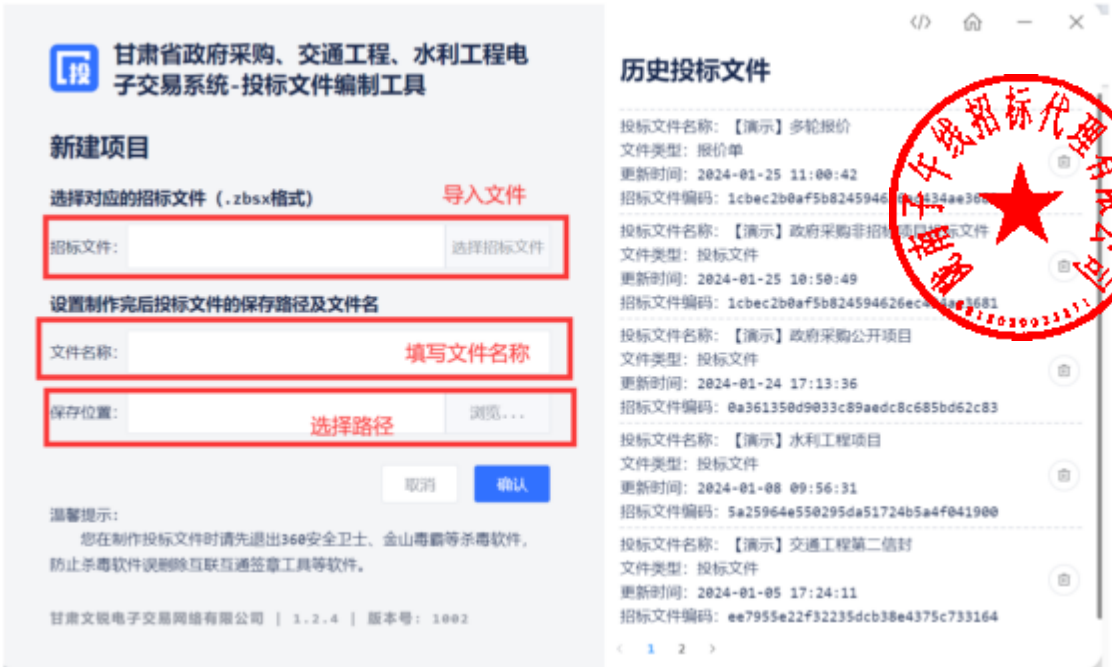 甘肃省政府采购、交通工程、水利工程电
子交易系统-投标文件编制工具
新建项目
选择对应的招标文件（.zbsx格式）
导入文件
招标文件：
选择招标文件
设置制作完后投标文件的保存路径及文件名
文件名称：
填写文件名称
保存位置：
选择路径
浏览...
取消
确认
温馨提示：
您在制作投标文件时请先退出360安全卫士、金山毒霸等杀毒软件，
防止杀毒软件误删除互联互通签章工具等软件。
甘肃文锐电子交易网络有限公司 | 1.2.4 | 版本号: 1002
历史投标文件
投标文件名称：【演示】多轮报价
文件类型：报价单
更新时间：2024-01-25 11:00:42
招标文件编码：
投标文件名称：【演示】政府采购非招标项目投标文件
文件类型：投标文件
更新时间：2024-01-25 10:50:49
招标文件编码：
投标文件名称：【演示】政府采购公开项目
文件类型：投标文件
更新时间：2024-01-24 17:13:36
招标文件编码：0a361350d9033c89aedc8c685bd62c83
投标文件名称：【演示】水利工程项目
文件类型：投标文件
更新时间：2024-01-08 09:56:31
招标文件编码：5a25964e550295da51724b5a4f041900
投标文件名称：【演示】交通工程第二信封
文件类型：投标文件
更新时间：2024-01-05 17:24:11
招标文件编码：ee7955e22f32235dcb38e4375c733164
1 2
子午线招标代理有限公司